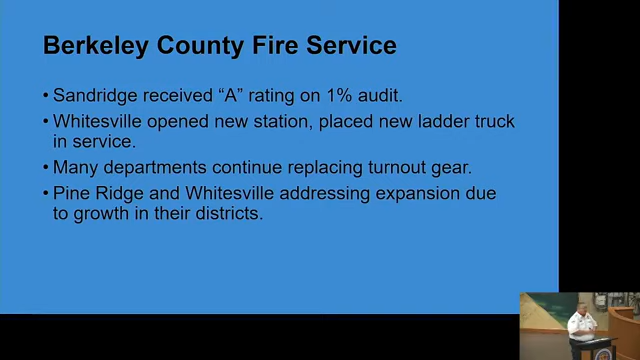 Berkeley County Fire Service
• Sandridge received “A” rating on 1% audit.
• Whitesville opened new station, placed new ladder truck
in service.
• Many departments continue replacing turnout gear.
• Pine Ridge and Whitesville addressing expansion due
to growth in their districts.